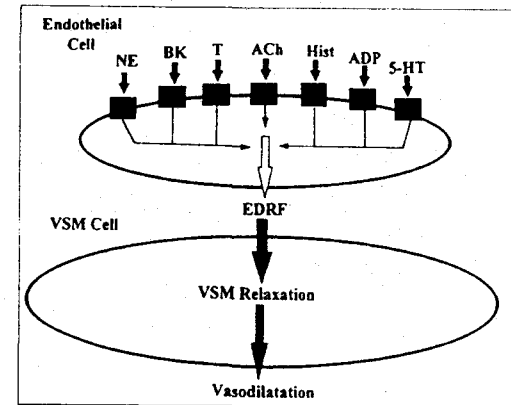 Endothelial
Cell
NE BK T ACh Hist ADP 5-HT
EDRF
VSM Cell
VSM Relaxation
Vasodilatation